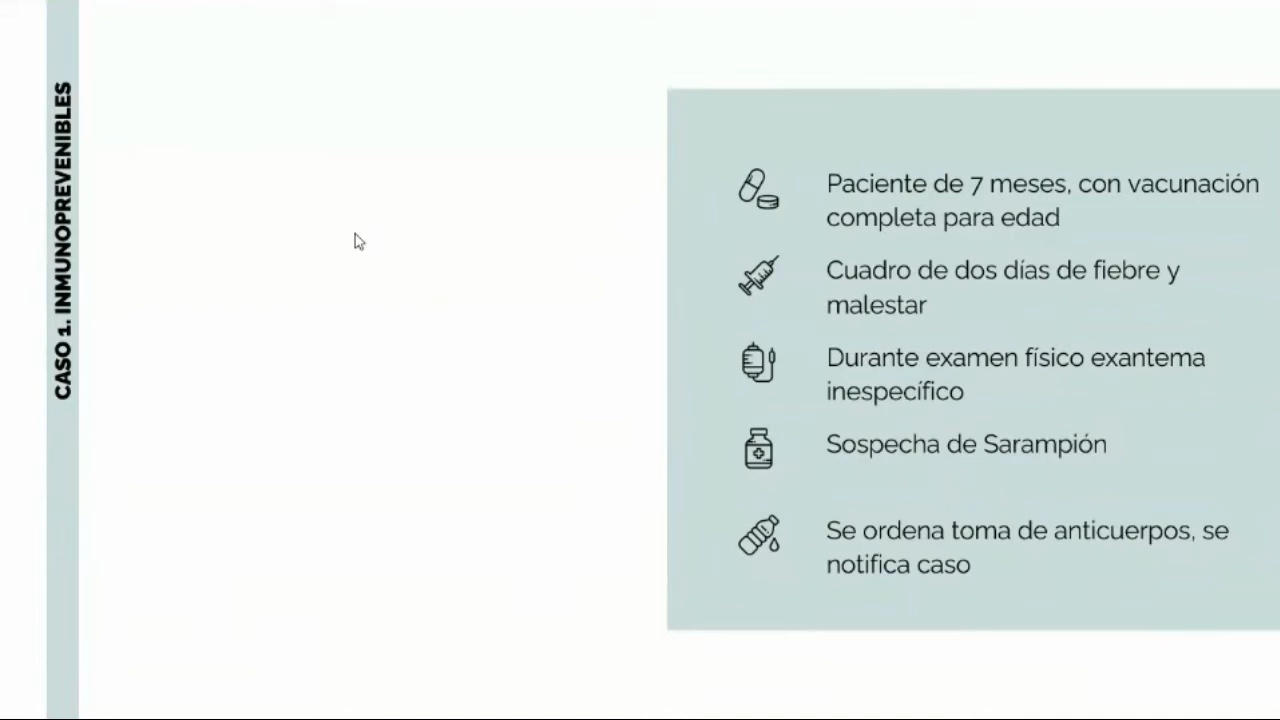 CASO 1. INMUNOPREVENIBLES
Paciente de 7 meses, con vacunación
completa para edad
Cuadro de dos días de fiebre y
malestar
Durante examen físico exantema
inespecífico
Sospecha de Sarampión
Se ordena toma de anticuerpos, se
notifica caso